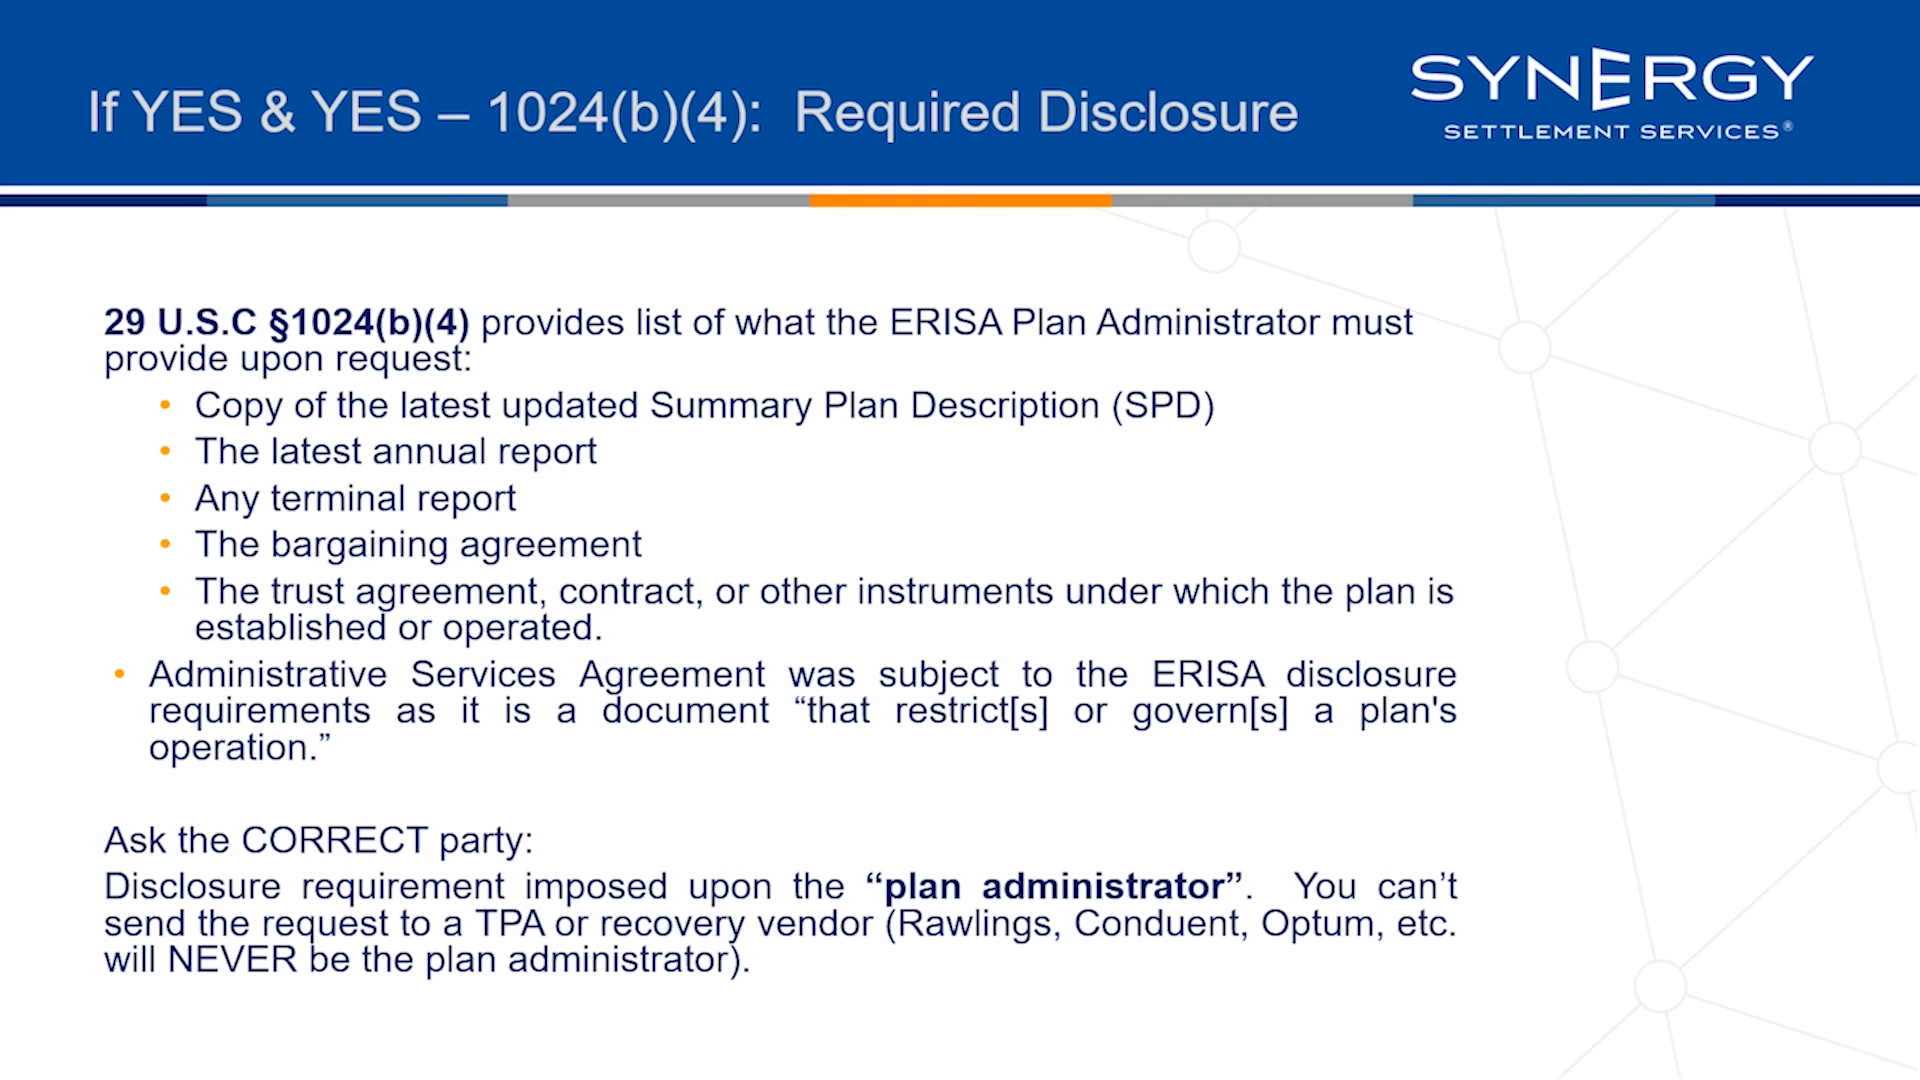 If YES & YES – 1024(b)(4):  Required Disclosure
SYNERGY
SETTLEMENT SERVICES®
29 U.S.C §1024(b)(4) provides list of what the ERISA Plan Administrator must
provide upon request:
• Copy of the latest updated Summary Plan Description (SPD)
• The latest annual report
• Any terminal report
• The bargaining agreement
• The trust agreement, contract, or other instruments under which the plan is
established or operated.
• Administrative Services Agreement was subject to the ERISA disclosure
requirements as it is a document “that restrict[s] or govern[s] a plan's
operation.”
Ask the CORRECT party:
Disclosure requirement imposed upon the “plan administrator”.  You can’t
send the request to a TPA or recovery vendor (Rawlings, Conduent, Optum, etc.
will NEVER be the plan administrator).